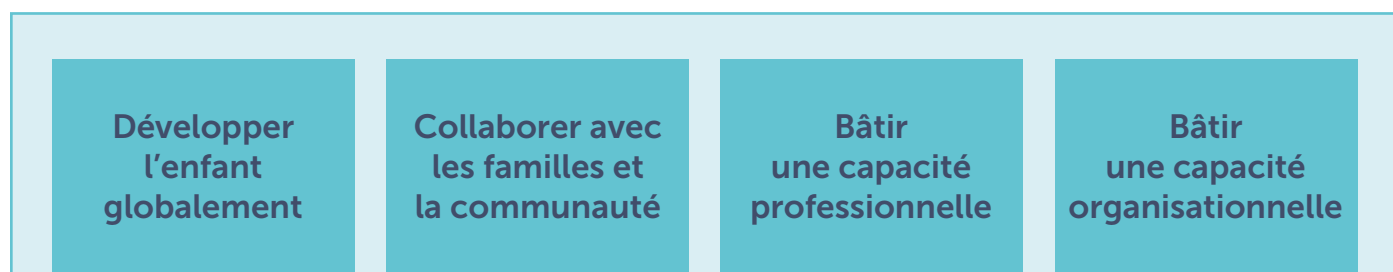 Développer
l’enfant
globalement
Collaborer avec
les familles et
la communauté
Bâtir
une capacité
professionnelle
Bâtir
une capacité
organisationnelle